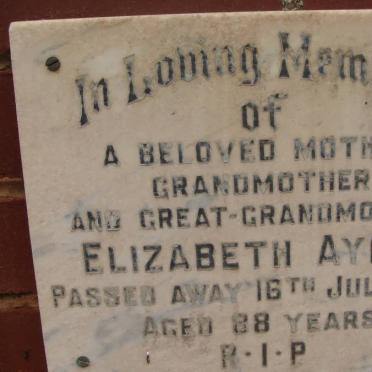 In Loving Mem
of
A BELOVED MOTH
GRANDMOTHER
AND GREAT-GRANDMO
ELIZABETH AY
PASSED AWAY 16TH JUL
AGED 88 YEARS
R·I·P